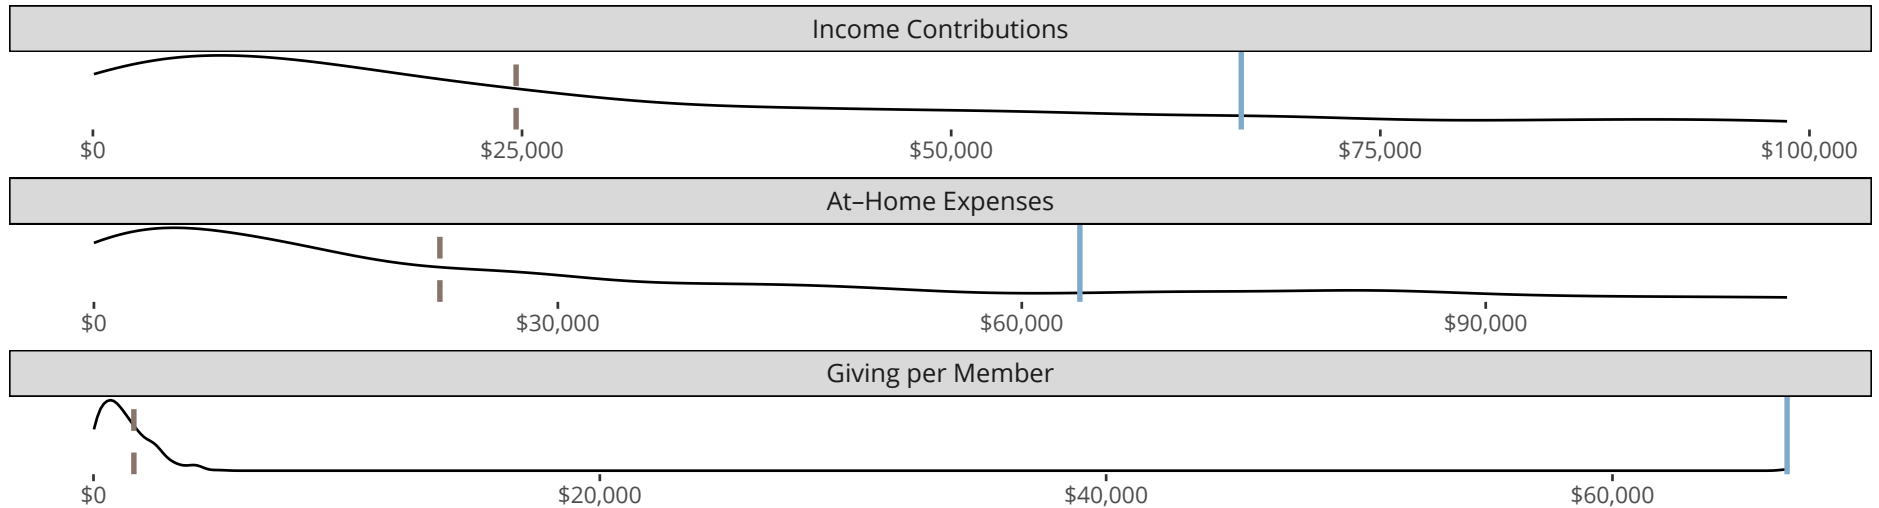 Income Contributions
$0 $25,000 $50,000 $75,000 $100,000
At–Home Expenses
$0 $30,000 $60,000 $90,000
Giving per Member
$0 $20,000 $40,000 $60,000